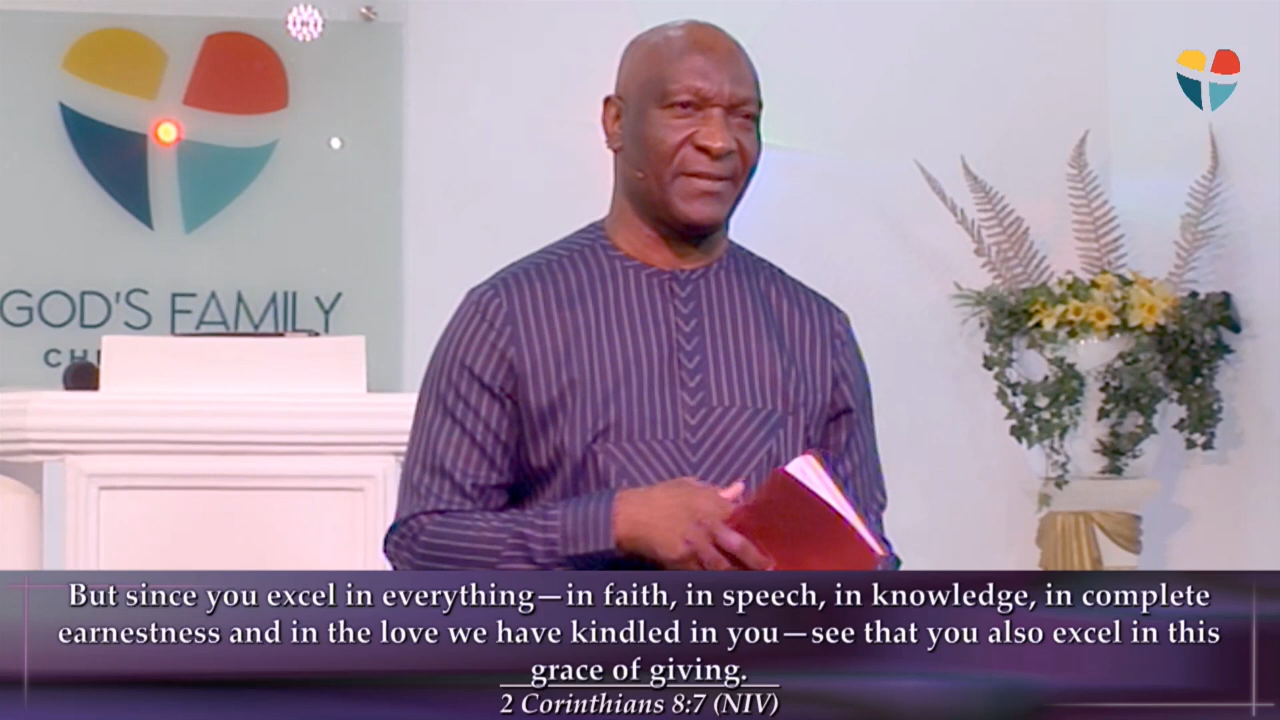 GOD'S FAMILY
But since you excel in everything—in faith, in speech, in knowledge, in complete
earnestness and in the love we have kindled in you—see that you also excel in this
grace of giving.
2 Corinthians 8:7 (NIV)